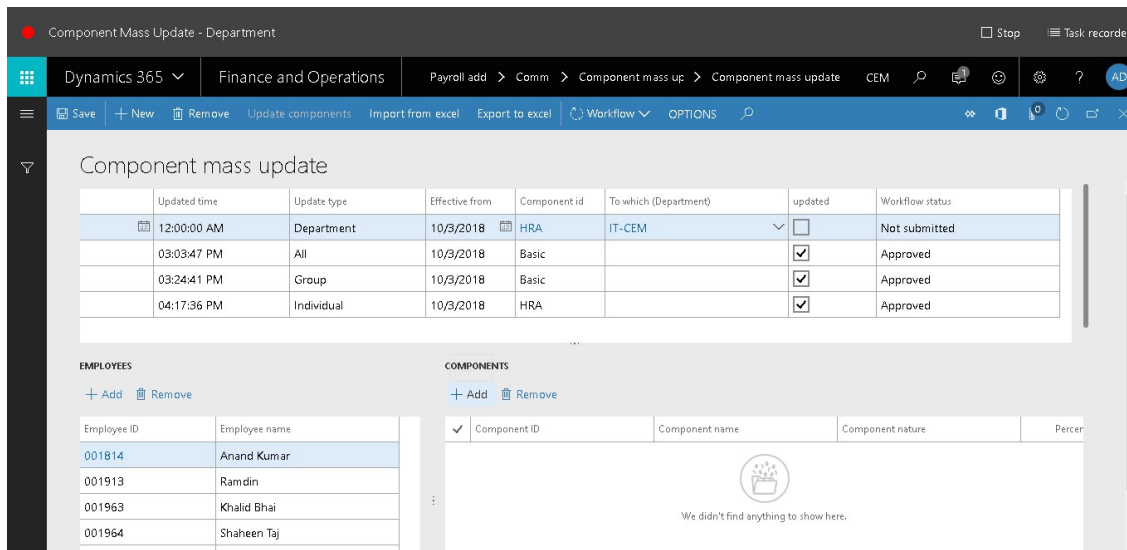 Component Mass Update - Department Stop Task recorde
Dynamics 365 Finance and Operations Payroll add > Comm > Component mass up > Component mass update CEM 1 ? AD
Save + New Remove Update components Import from excel Export to excel Workflow OPTIONS 0
Component mass update
Updated time Update type Effective from Component id To which (Department) updated Workflow status
12:00:00 AM Department 10/3/2018 HRA IT-CEM Not submitted
03:03:47 PM All 10/3/2018 Basic Approved
03:24:41 PM Group 10/3/2018 Basic Approved
04:17:36 PM Individual 10/3/2018 HRA Approved
EMPLOYEES COMPONENTS
+ Add Remove + Add Remove
Employee ID Employee name Component ID Component name Component nature Percer
001814 Anand Kumar
001913 Ramdin
001963 Khalid Bhai
001964 Shaheen Taj
We didn't find anything to show here.